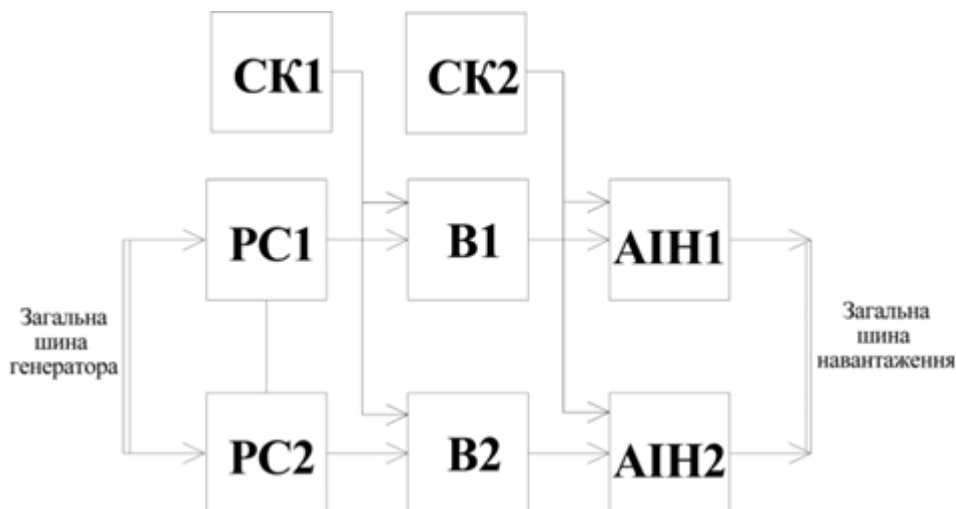 СК1
СК2
РС1
В1
АІН1
Загальна
шина
генератора
Загальна
шина
навантаження
РС2
В2
АІН2